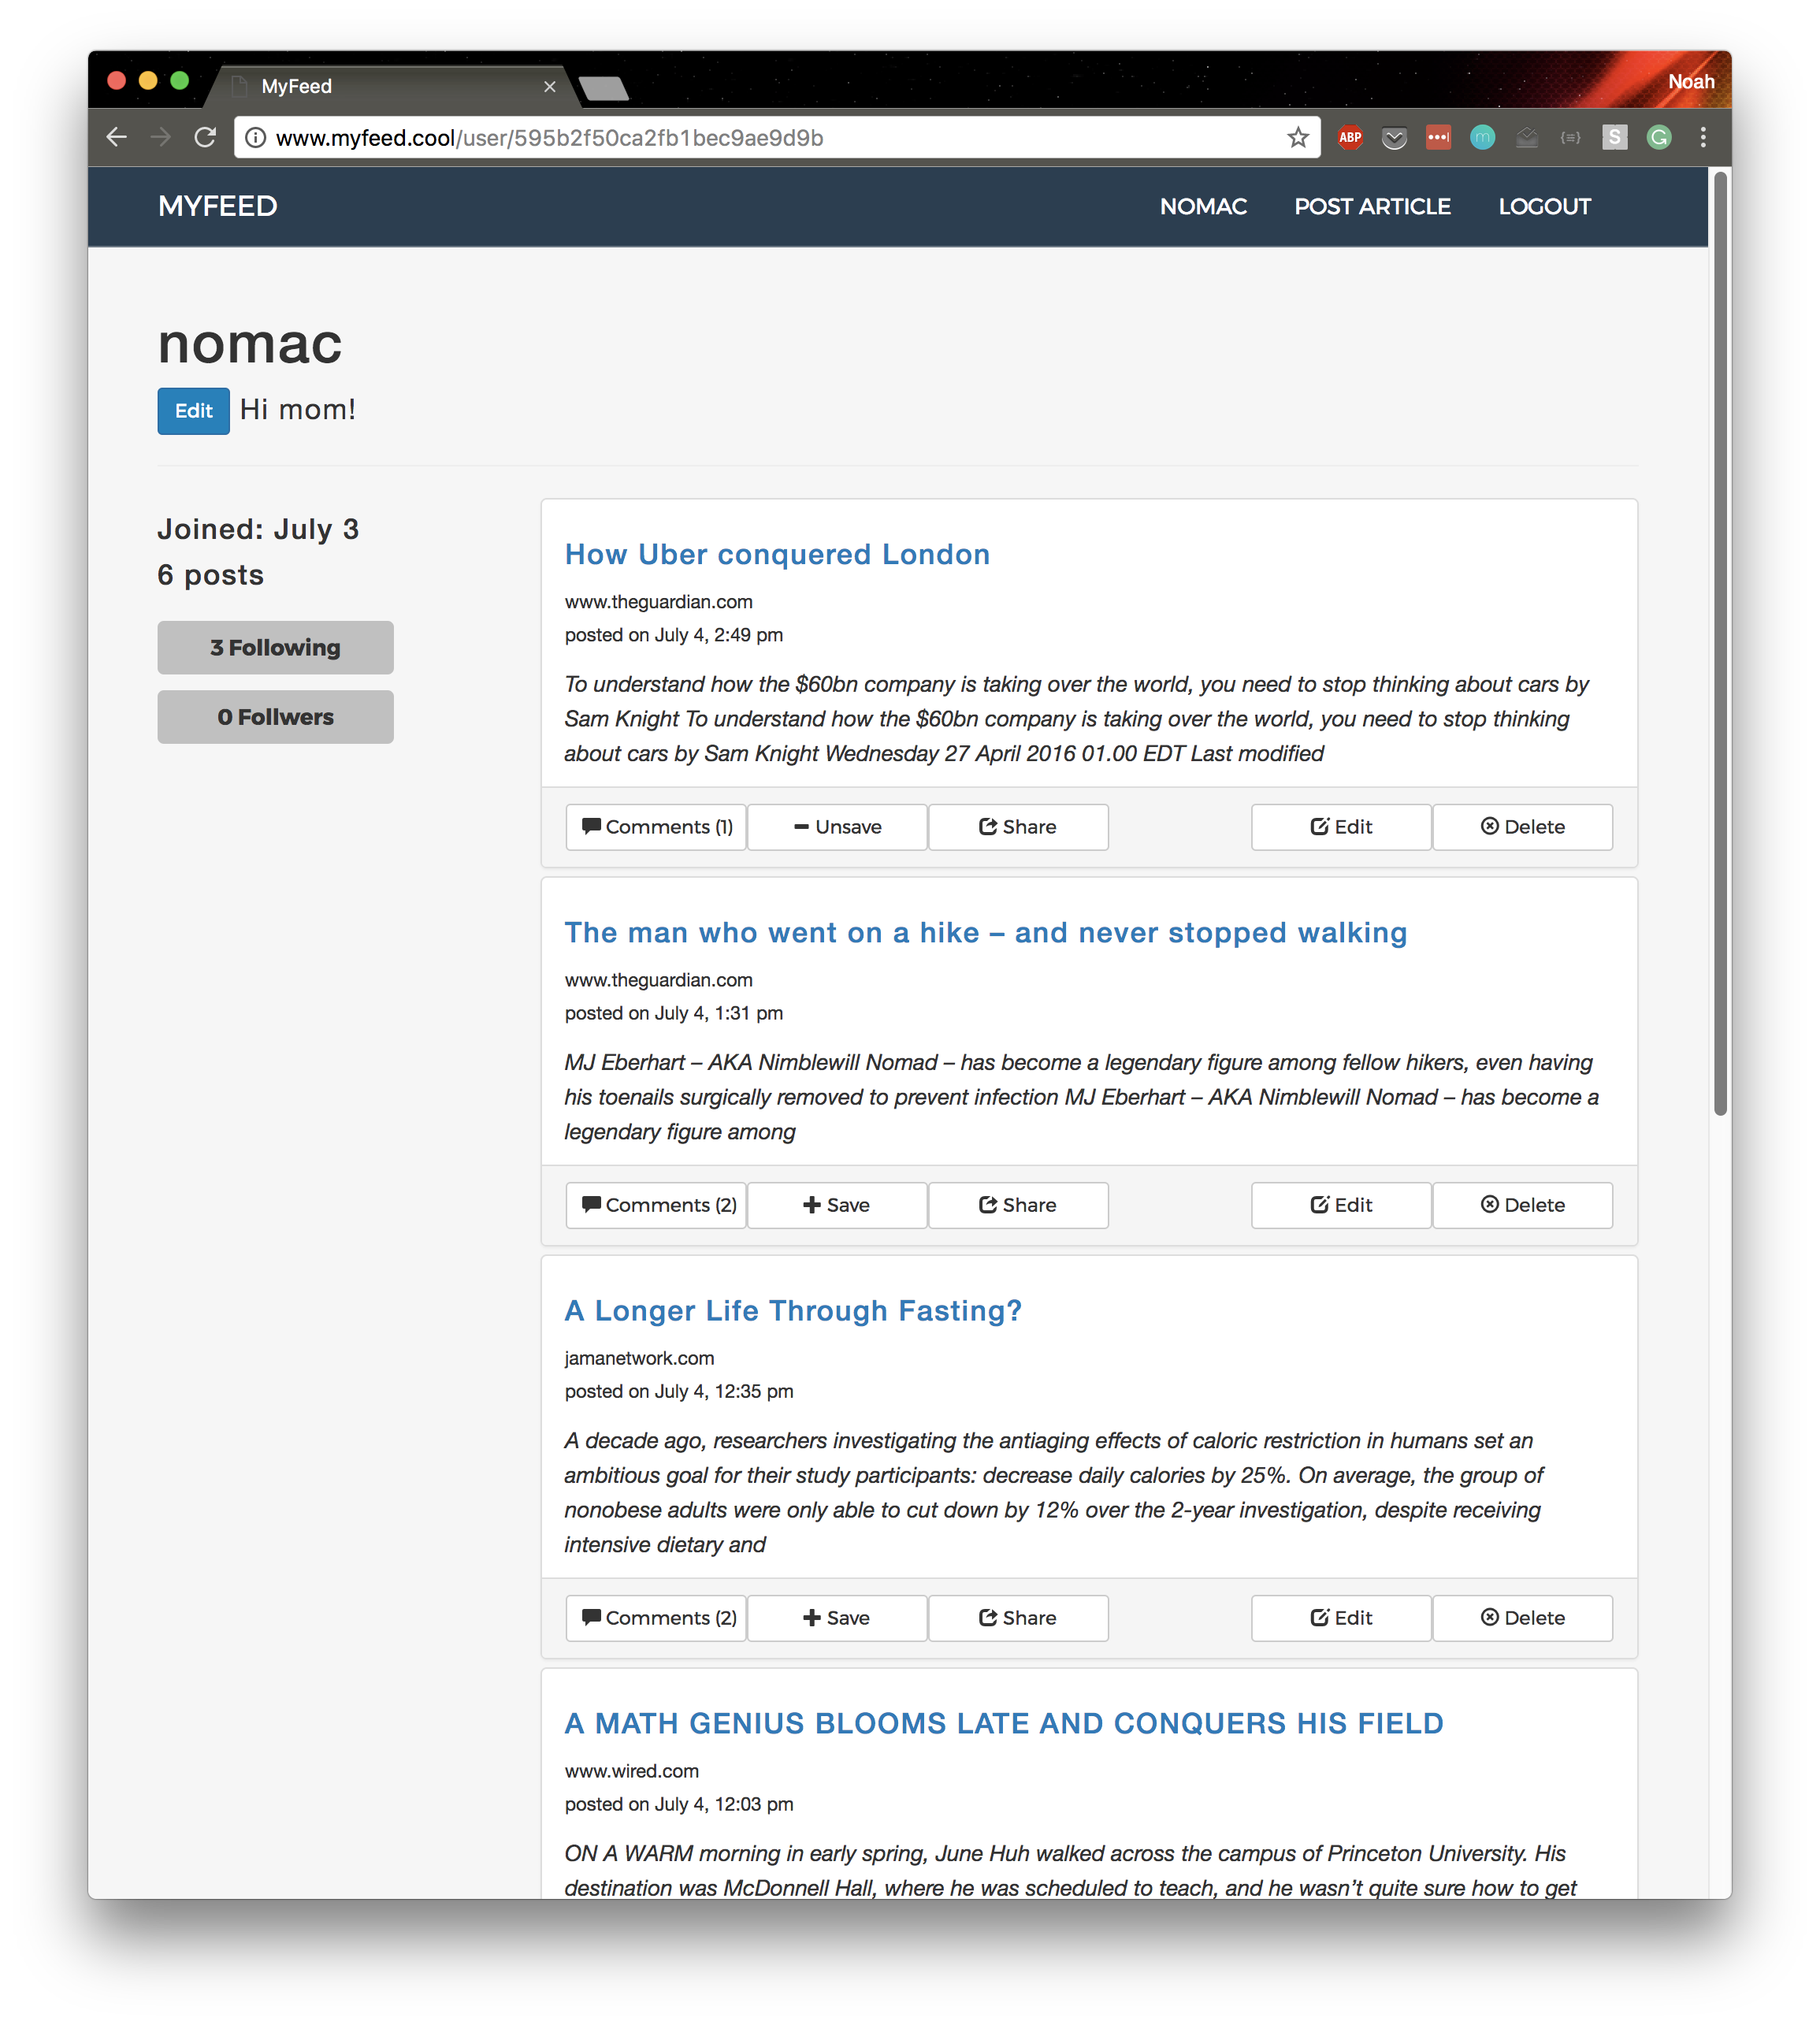 MyFeed
Noah
www.myfeed.cool/user/595b2f50ca2fb1bec9ae9d9b
ABP
m
{≡}
S
G
MYFEED
NOMAC
POST ARTICLE
LOGOUT
nomac
Edit
Hi mom!
Joined: July 3
6 posts
3 Following
0 Follwers
How Uber conquered London
www.theguardian.com
posted on July 4, 2:49 pm
To understand how the $60bn company is taking over the world, you need to stop thinking about cars by
Sam Knight To understand how the $60bn company is taking over the world, you need to stop thinking
about cars by Sam Knight Wednesday 27 April 2016 01.00 EDT Last modified
Comments (1)
Unsave
Share
Edit
Delete
The man who went on a hike – and never stopped walking
www.theguardian.com
posted on July 4, 1:31 pm
MJ Eberhart – AKA Nimblewill Nomad – has become a legendary figure among fellow hikers, even having
his toenails surgically removed to prevent infection MJ Eberhart – AKA Nimblewill Nomad – has become a
legendary figure among
Comments (2)
Save
Share
Edit
Delete
A Longer Life Through Fasting?
jamanetwork.com
posted on July 4, 12:35 pm
A decade ago, researchers investigating the antiaging effects of caloric restriction in humans set an
ambitious goal for their study participants: decrease daily calories by 25%. On average, the group of
nonobese adults were only able to cut down by 12% over the 2-year investigation, despite receiving
intensive dietary and
Comments (2)
Save
Share
Edit
Delete
A MATH GENIUS BLOOMS LATE AND CONQUERS HIS FIELD
www.wired.com
posted on July 4, 12:03 pm
ON A WARM morning in early spring, June Huh walked across the campus of Princeton University. His
destination was McDonnell Hall, where he was scheduled to teach, and he wasn't quite sure how to get